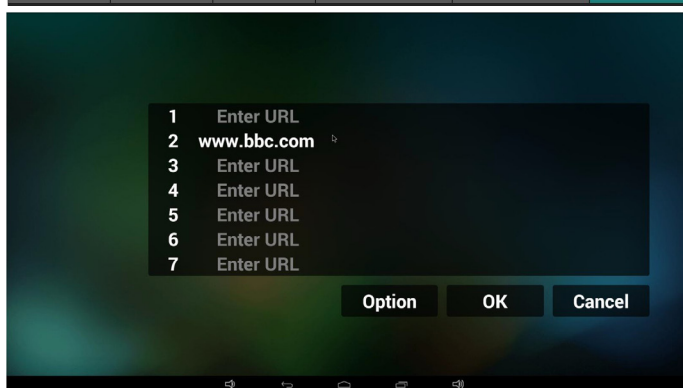 1 Enter URL
2 www.bbc.com
3 Enter URL
4 Enter URL
5 Enter URL
6 Enter URL
7 Enter URL
Option OK Cancel